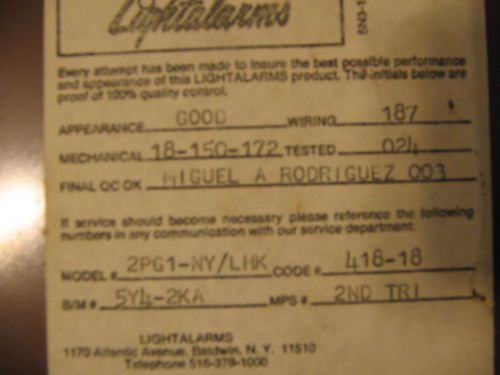 Lightalarms
5N3-1
Every attempt has been made to insure the best possible performance
and appearance of this LIGHTALARMS product. The initials below are
proof of 100% quality control.
APPEARANCE GOOD WIRING 187
MECHANICAL 18-150-172 TESTED 024
FINAL QC OK MIGUEL A RODRIGUEZ 003
If service should become necessary please reference the following
numbers in any communication with our service department:
MODEL # 2PG1-NY/LHK CODE # 418-18
B/M # 5Y4-2KA MPS # 2ND TRI
LIGHTALARMS
1170 Atlantic Avenue, Baldwin, N. Y. 11510
Telephone 516-379-1000